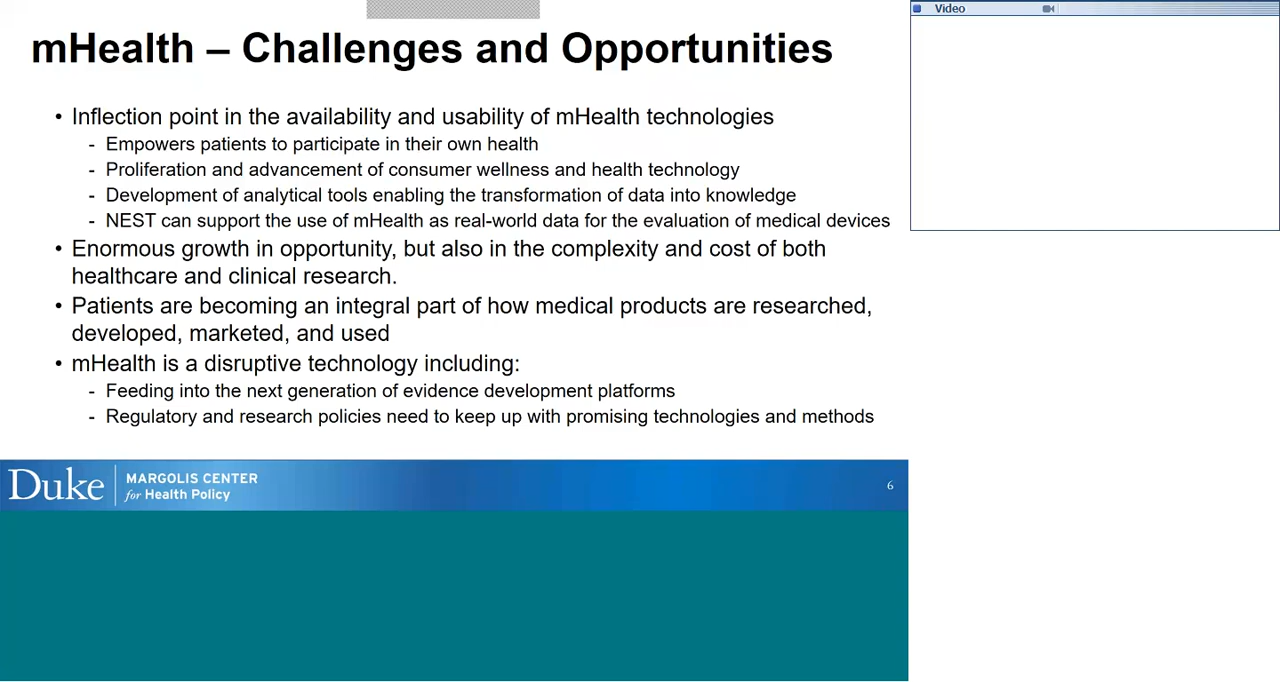 mHealth – Challenges and Opportunities
• Inflection point in the availability and usability of mHealth technologies
- Empowers patients to participate in their own health
- Proliferation and advancement of consumer wellness and health technology
- Development of analytical tools enabling the transformation of data into knowledge
- NEST can support the use of mHealth as real-world data for the evaluation of medical devices
• Enormous growth in opportunity, but also in the complexity and cost of both
healthcare and clinical research.
• Patients are becoming an integral part of how medical products are researched,
developed, marketed, and used
• mHealth is a disruptive technology including:
- Feeding into the next generation of evidence development platforms
- Regulatory and research policies need to keep up with promising technologies and methods
Duke
MARGOLIS CENTER
for Health Policy
6
Video